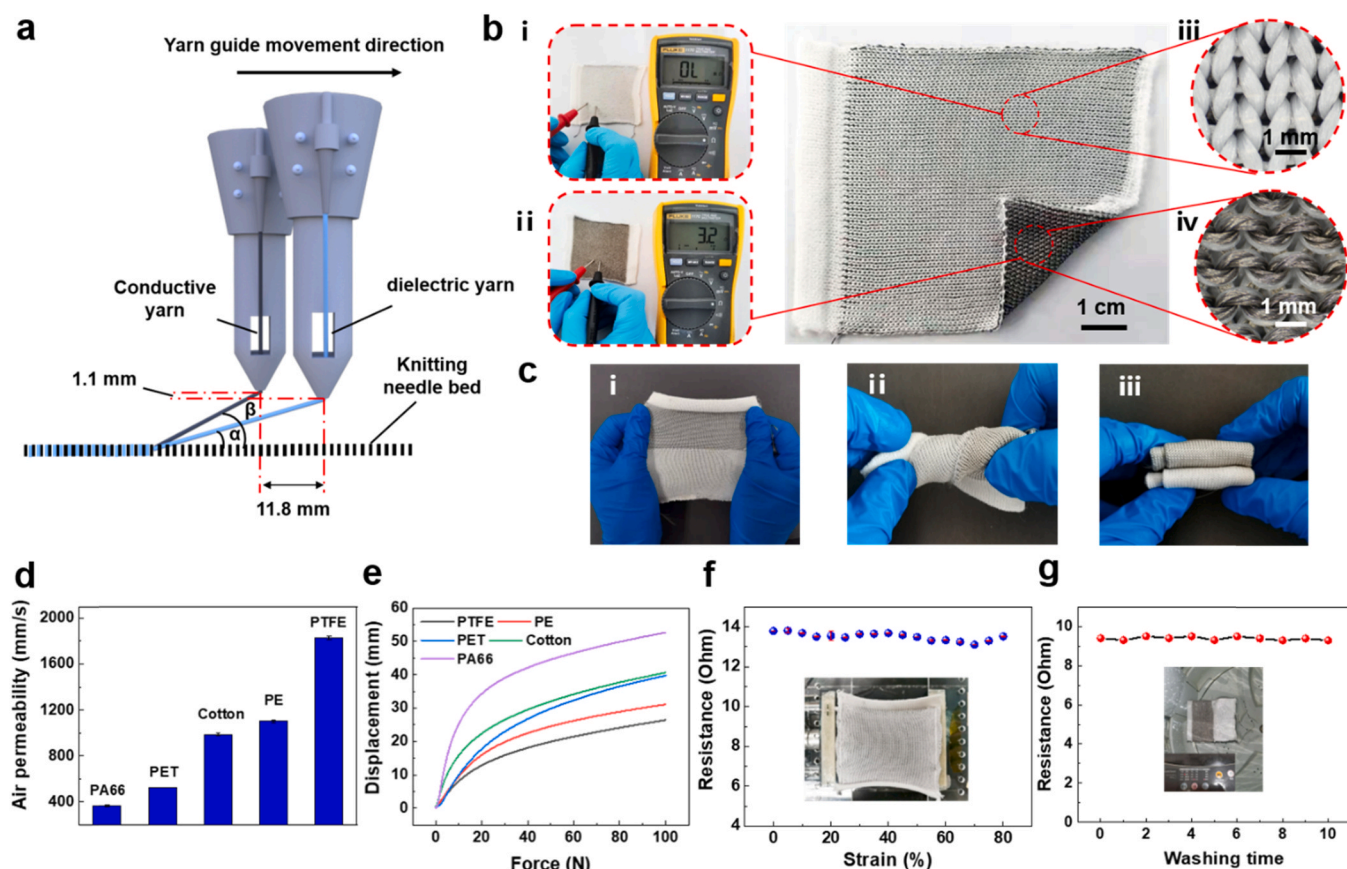 a
Yarn guide movement direction
Conductive
yarn
dielectric yarn
Knitting
needle bed
1.1 mm
β
α
11.8 mm
b
i
OL
ii
3.2
iii
1 mm
iv
1 mm
1 cm
c
i
ii
iii
d
Air permeability (mm/s)
2000
1600
1200
800
400
PA66
PET
Cotton
PE
PTFE
e
Displacement (mm)
60
50
40
30
20
10
0
PTFE PE
PET Cotton
PA66
0 20 40 60 80 100
Force (N)
f
Resistance (Ohm)
16
14
12
10
8
6
4
0 20 40 60 80
Strain (%)
g
Resistance (Ohm)
10
8
6
4
2
0
0 2 4 6 8 10
Washing time